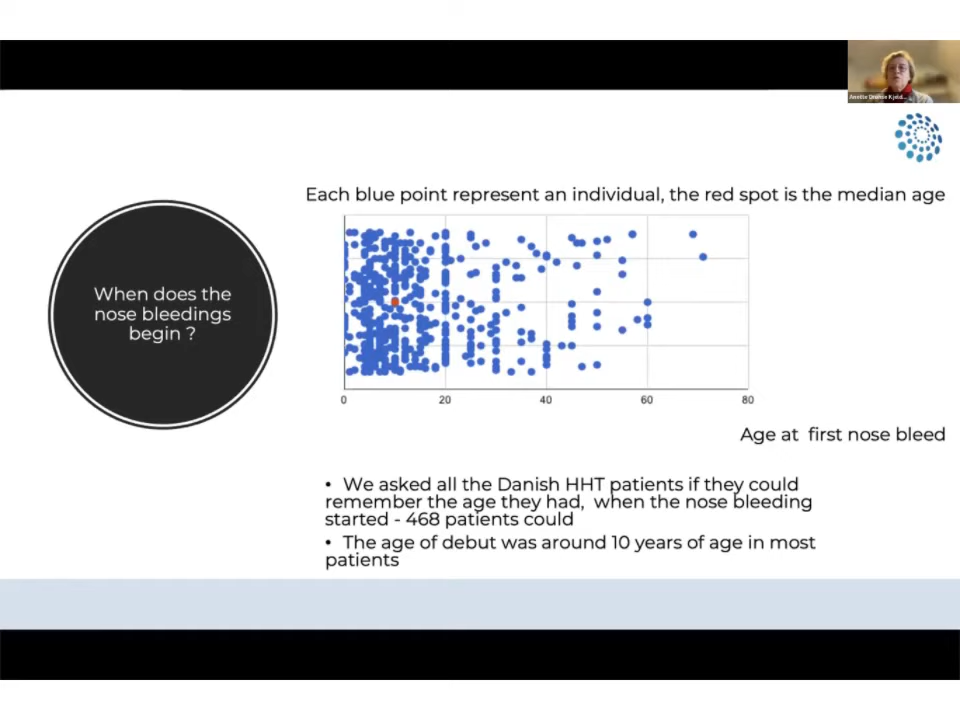 Anette Drøhse Kjeld...
Each blue point represent an individual, the red spot is the median age
When does the
nose bleedings
begin ?
0 20 40 60 80
Age at first nose bleed
• We asked all the Danish HHT patients if they could
remember the age they had, when the nose bleeding
started - 468 patients could
• The age of debut was around 10 years of age in most
patients